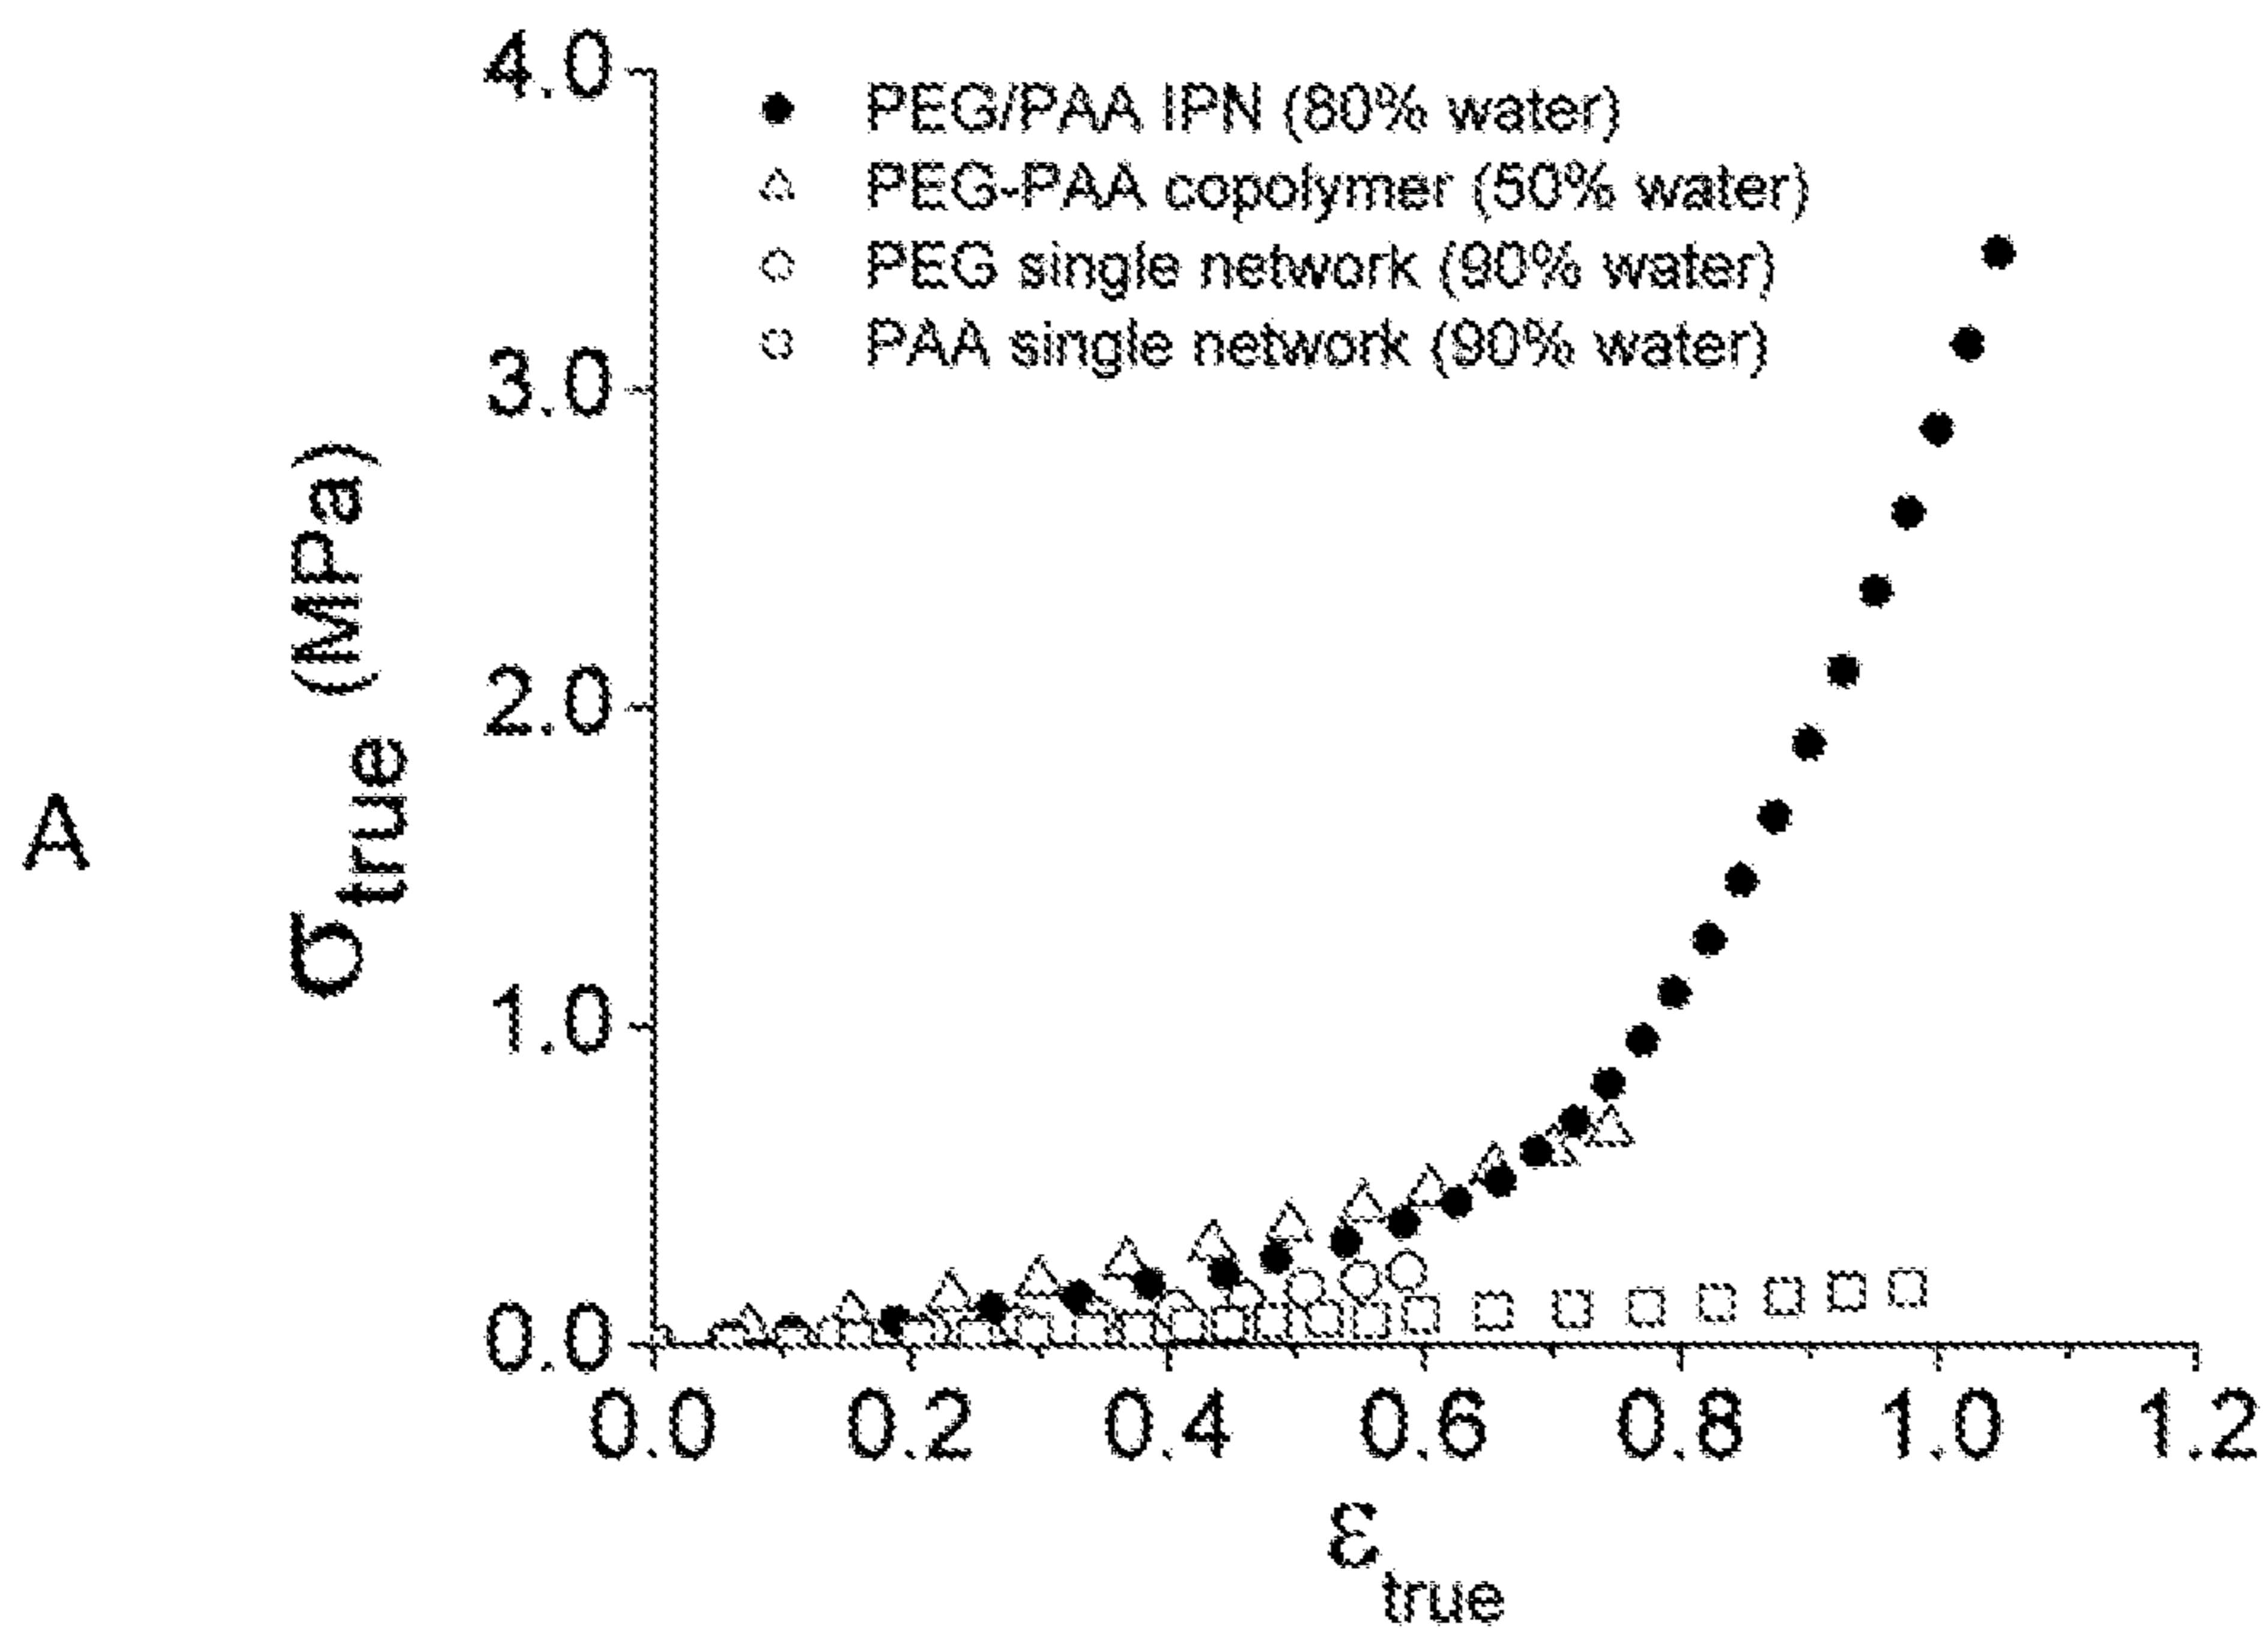 4.0
PEG/PAA IPN (80% water)
PEG-PAA copolymer (50% water)
PEG single network (90% water)
PAA single network (90% water)
3.0
2.0
1.0
0.0
σtrue (MPa)
A
0.0 0.2 0.4 0.6 0.8 1.0 1.2
εtrue